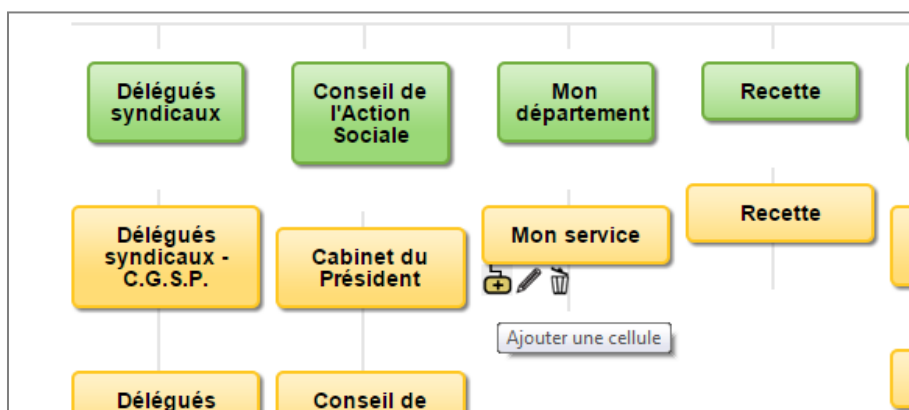 Délégués
syndicaux
Conseil de
l'Action
Sociale
Mon
département
Recette
Délégués
syndicaux -
C.G.S.P.
Cabinet du
Président
Mon service
Recette
Ajouter une cellule
Délégués
Conseil de